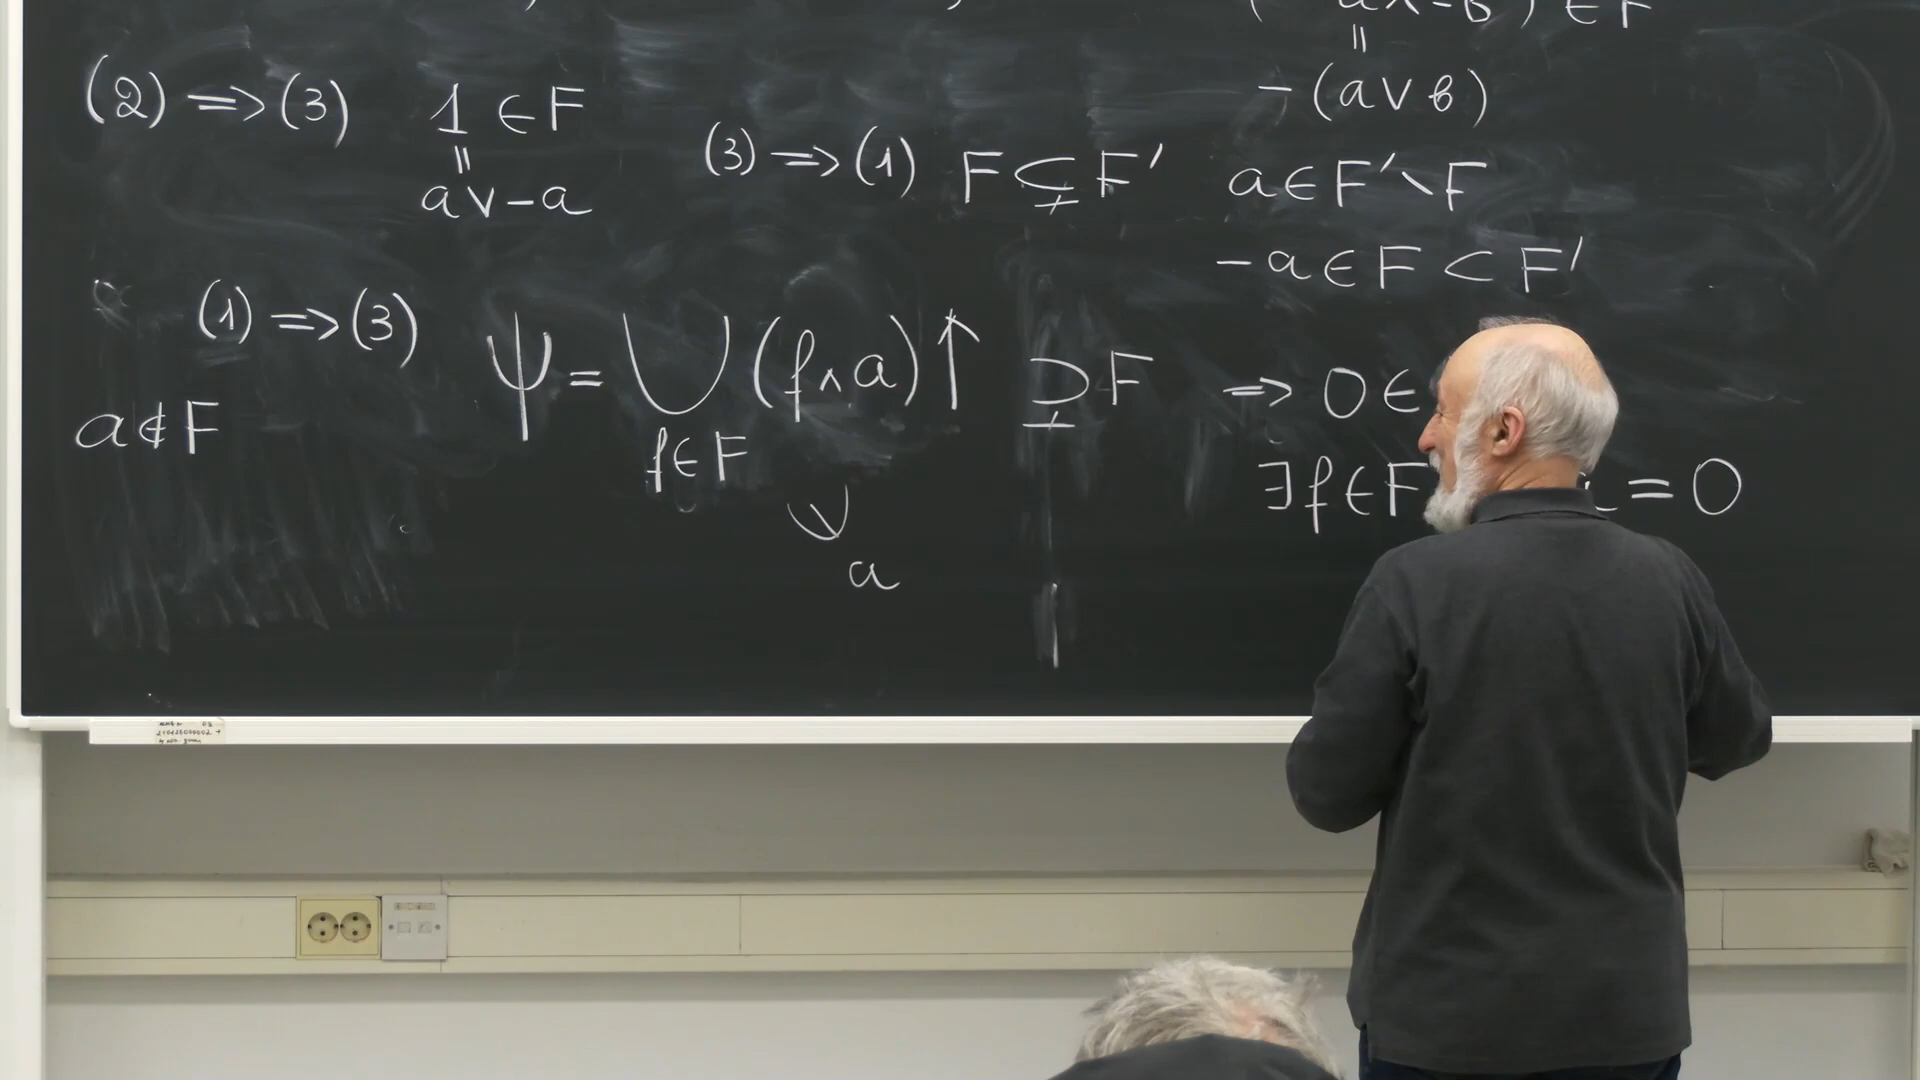 a∧-b) ∈ F
||
-(a∨b)
(2) ⟹ (3) 1 ∈ F
||
a∨-a
(3) ⟹ (1) F ⊊ F′ a∈F′∖F
-a∈F⊂F′
(1) ⟹ (3) ψ = ⋃ (f∧a)↑ ⊋ F ⟹ 0∈
a∉F
f∈F
∃f∈F = 0
a